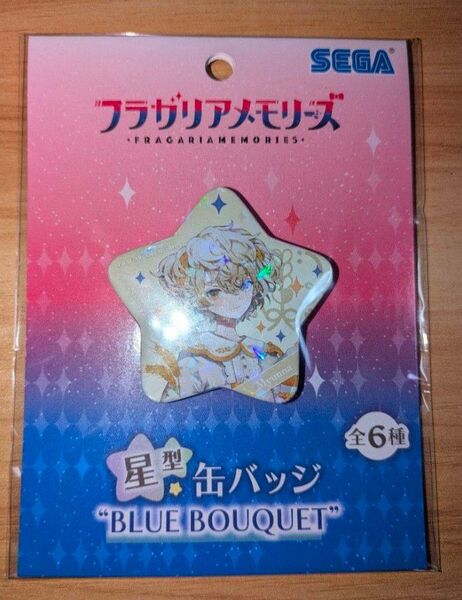 SEGA®
フラガリアメモリーズ
・FRAGARIAMEMORIES・
全6種
星型
缶バッジ
"BLUE BOUQUET"